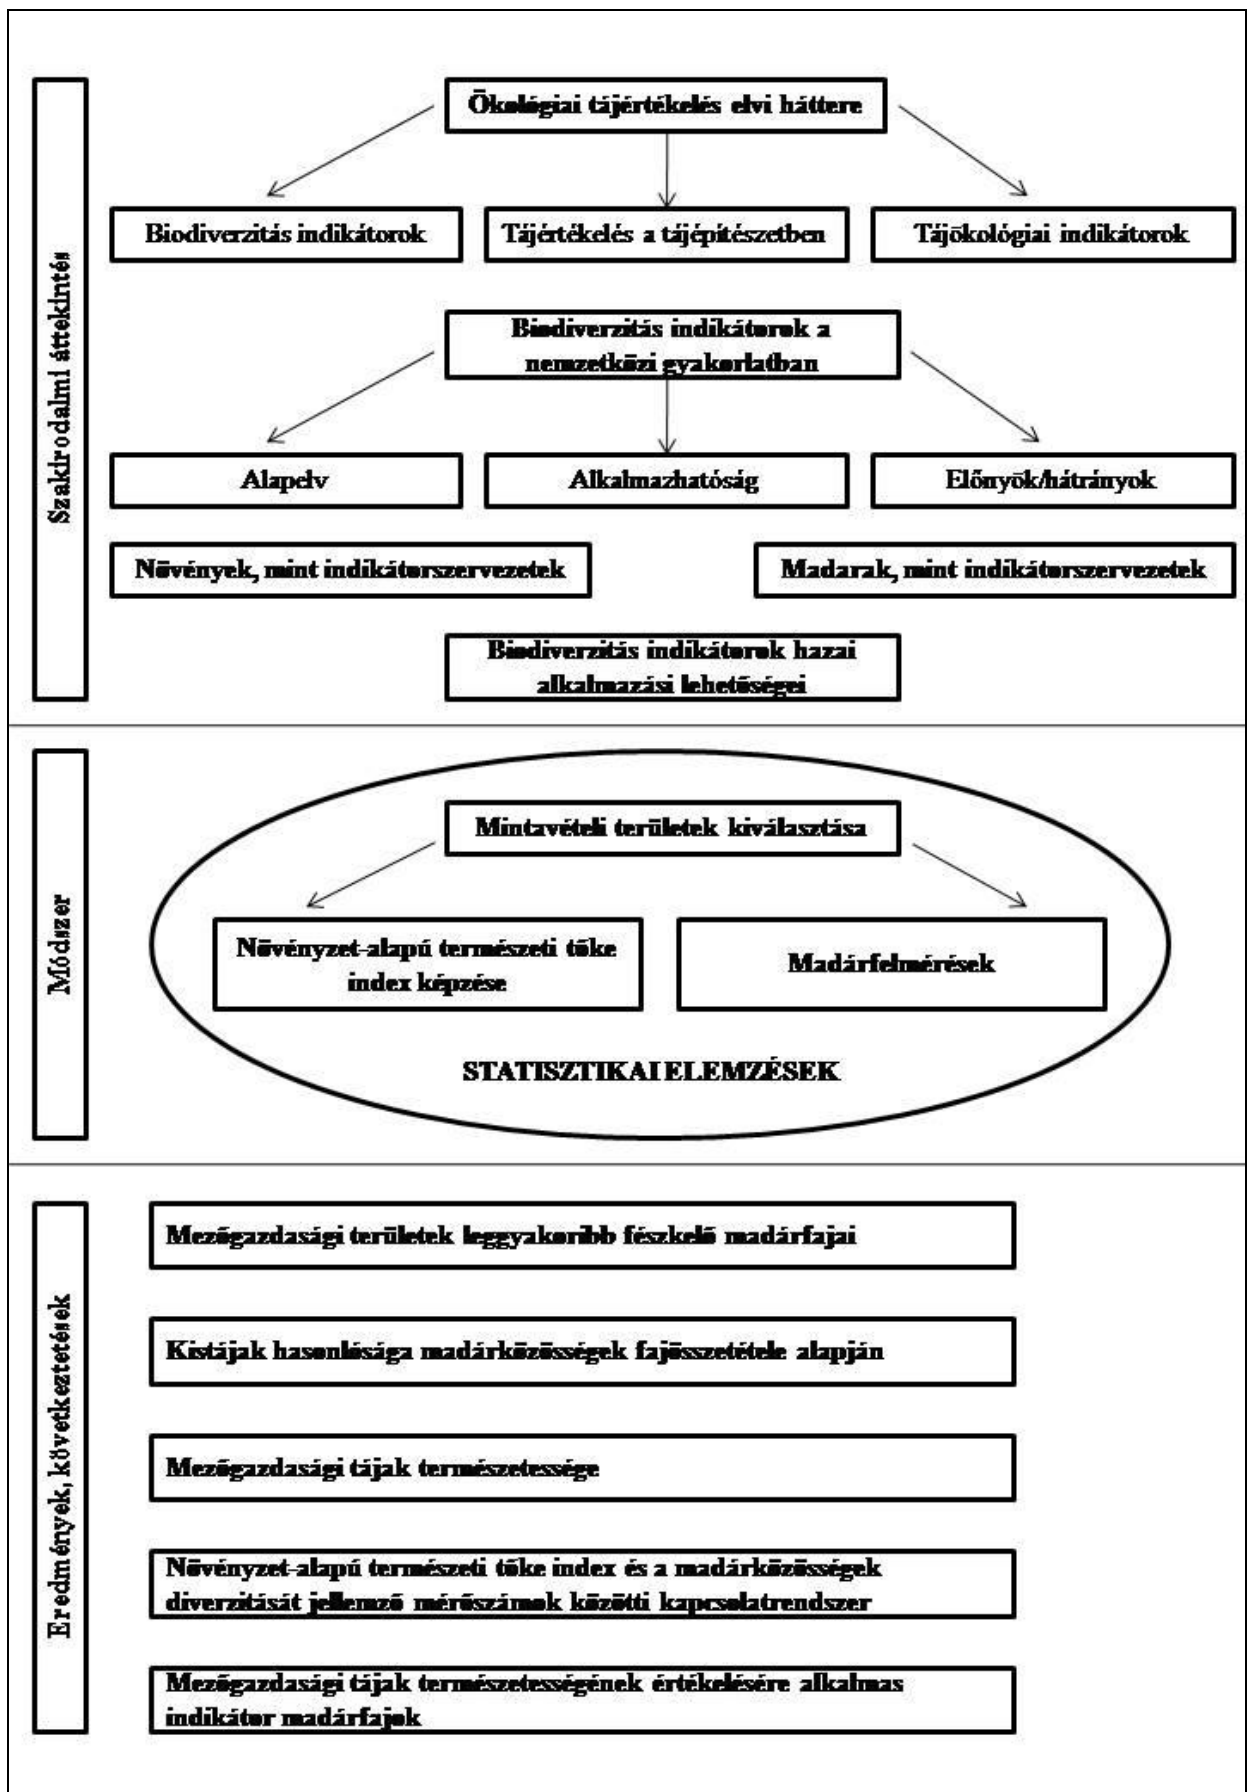 Szakirodalmi áttekintés
Ökológiai tájértékelés elvi háttere
Biodiverzitás indikátorok
Tájértékelés a tájépítészetben
Tájökológiai indikátorok
Biodiverzitás indikátorok a
nemzetközi gyakorlatban
Alapelv
Alkalmazhatóság
Előnyök/hátrányok
Növények, mint indikátorszervezetek
Madarak, mint indikátorszervezetek
Biodiverzitás indikátorok hazai
alkalmazási lehetőségei
Módszer
Mintavételi területek kiválasztása
Növényzet-alapú természeti tőke
index képzése
Madárfelmérések
STATISZTIKAI ELEMZÉSEK
Eredmények, következtetések
Mezőgazdasági területek leggyakoribb fészkelő madárfajai
Kistájak hasonlósága madárközösségek fajösszetétele alapján
Mezőgazdasági tájak természetessége
Növényzet-alapú természeti tőke index és a madárközösségek
diverzitását jellemző mérőszámok közötti kapcsolatrendszer
Mezőgazdasági tájak természetességének értékelésére alkalmas
indikátor madárfajok